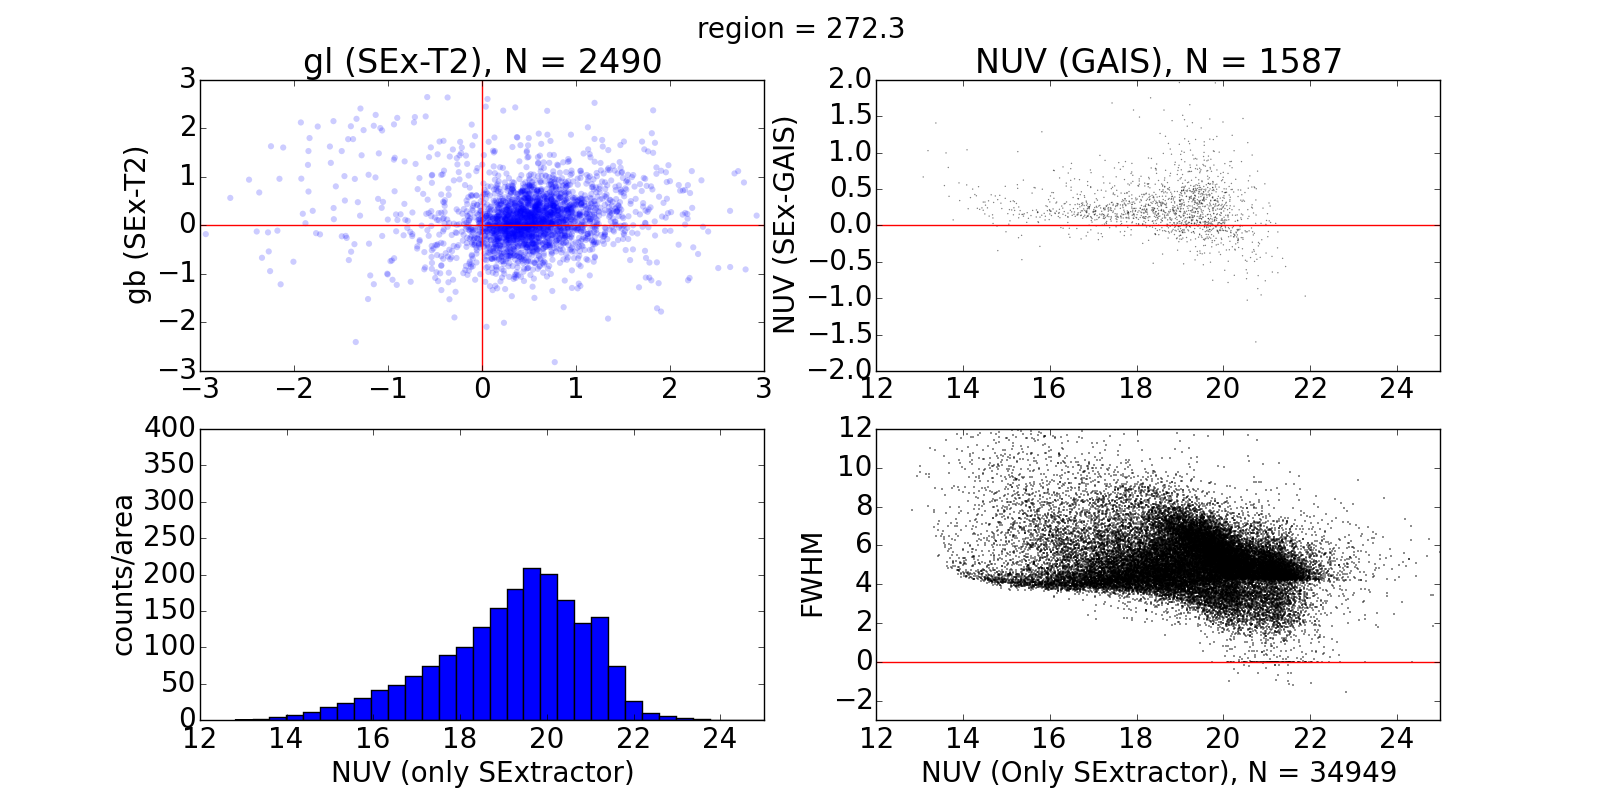 region = 272.3
gl (SEx-T2), N = 2490
NUV (GAIS), N = 1587
gb (SEx-T2)
3
2
1
0
−1
−2
−3
−3 −2 −1 0 1 2 3
NUV (SEx-GAIS)
2.0
1.5
1.0
0.5
0.0
−0.5
−1.0
−1.5
−2.0
12 14 16 18 20 22 24
counts/area
400
350
300
250
200
150
100
50
0
12 14 16 18 20 22 24
NUV (only SExtractor)
FWHM
12
10
8
6
4
2
0
−2
12 14 16 18 20 22 24
NUV (Only SExtractor), N = 34949